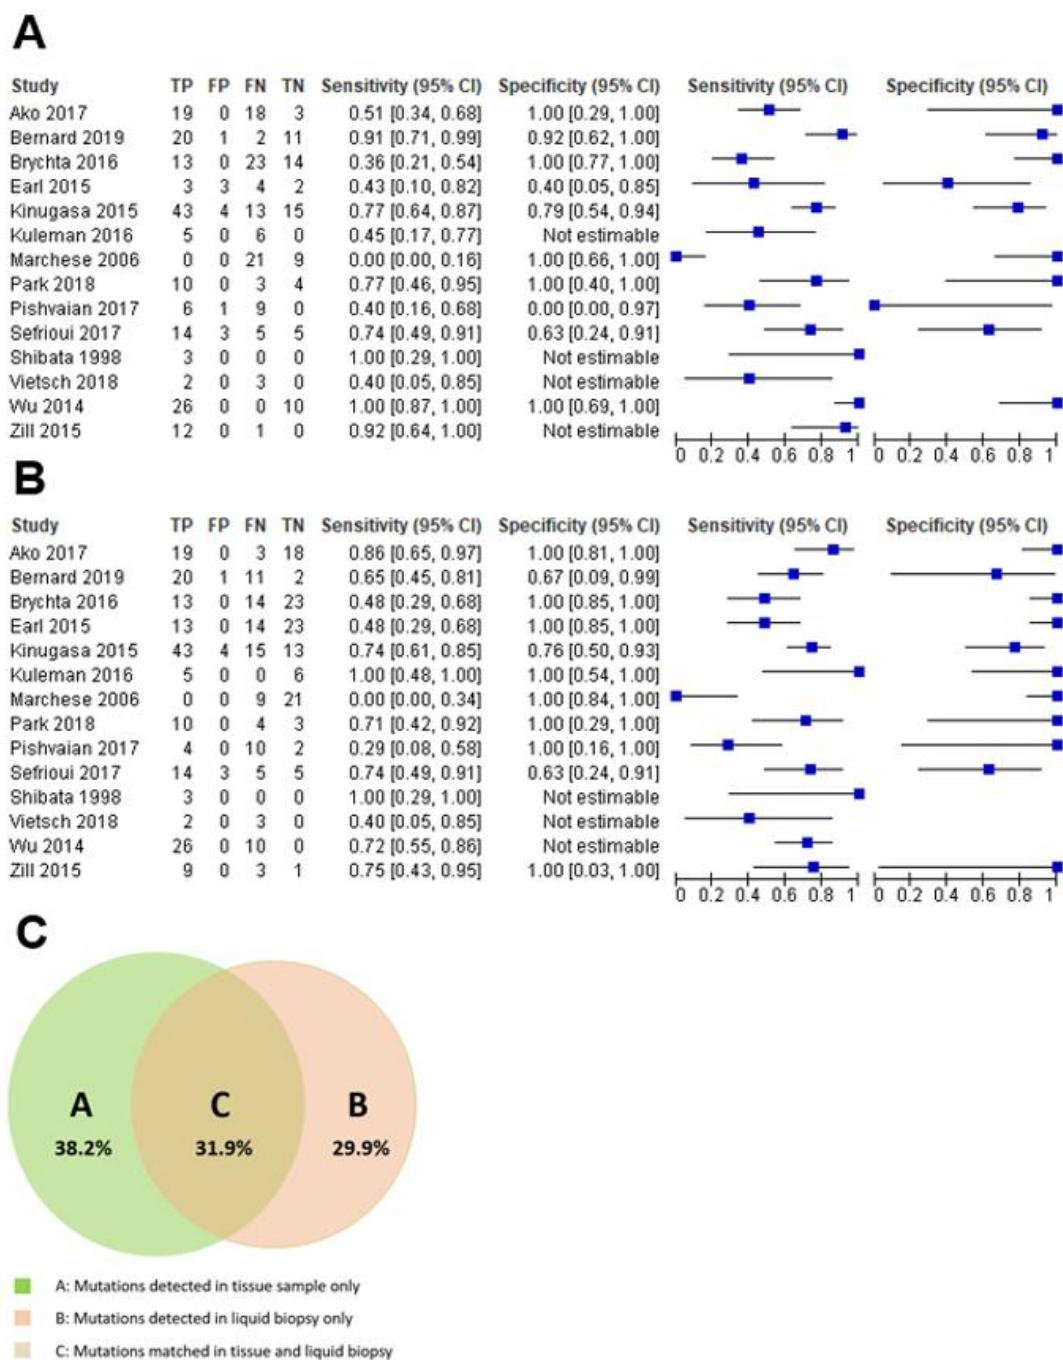 A
Study TP FP FN TN Sensitivity (95% CI) Specificity (95% CI) Sensitivity (95% CI) Specificity (95% CI)
Ako 2017 19 0 18 3 0.51 [0.34, 0.68] 1.00 [0.29, 1.00]
Bernard 2019 20 1 2 11 0.91 [0.71, 0.99] 0.92 [0.62, 1.00]
Brychta 2016 13 0 23 14 0.36 [0.21, 0.54] 1.00 [0.77, 1.00]
Earl 2015 3 3 4 2 0.43 [0.10, 0.82] 0.40 [0.05, 0.85]
Kinugasa 2015 43 4 13 15 0.77 [0.64, 0.87] 0.79 [0.54, 0.94]
Kuleman 2016 5 0 6 0 0.45 [0.17, 0.77] Not estimable
Marchese 2006 0 0 21 9 0.00 [0.00, 0.16] 1.00 [0.66, 1.00]
Park 2018 10 0 3 4 0.77 [0.46, 0.95] 1.00 [0.40, 1.00]
Pishvaian 2017 6 1 9 0 0.40 [0.16, 0.68] 0.00 [0.00, 0.97]
Sefrioui 2017 14 3 5 5 0.74 [0.49, 0.91] 0.63 [0.24, 0.91]
Shibata 1998 3 0 0 0 1.00 [0.29, 1.00] Not estimable
Vietsch 2018 2 0 3 0 0.40 [0.05, 0.85] Not estimable
Wu 2014 26 0 0 10 1.00 [0.87, 1.00] 1.00 [0.69, 1.00]
Zill 2015 12 0 1 0 0.92 [0.64, 1.00] Not estimable
0 0.2 0.4 0.6 0.8 1 0 0.2 0.4 0.6 0.8 1
B
Study TP FP FN TN Sensitivity (95% CI) Specificity (95% CI) Sensitivity (95% CI) Specificity (95% CI)
Ako 2017 19 0 3 18 0.86 [0.65, 0.97] 1.00 [0.81, 1.00]
Bernard 2019 20 1 11 2 0.65 [0.45, 0.81] 0.67 [0.09, 0.99]
Brychta 2016 13 0 14 23 0.48 [0.29, 0.68] 1.00 [0.85, 1.00]
Earl 2015 13 0 14 23 0.48 [0.29, 0.68] 1.00 [0.85, 1.00]
Kinugasa 2015 43 4 15 13 0.74 [0.61, 0.85] 0.76 [0.50, 0.93]
Kuleman 2016 5 0 0 6 1.00 [0.48, 1.00] 1.00 [0.54, 1.00]
Marchese 2006 0 0 9 21 0.00 [0.00, 0.34] 1.00 [0.84, 1.00]
Park 2018 10 0 4 3 0.71 [0.42, 0.92] 1.00 [0.29, 1.00]
Pishvaian 2017 4 0 10 2 0.29 [0.08, 0.58] 1.00 [0.16, 1.00]
Sefrioui 2017 14 3 5 5 0.74 [0.49, 0.91] 0.63 [0.24, 0.91]
Shibata 1998 3 0 0 0 1.00 [0.29, 1.00] Not estimable
Vietsch 2018 2 0 3 0 0.40 [0.05, 0.85] Not estimable
Wu 2014 26 0 10 0 0.72 [0.55, 0.86] Not estimable
Zill 2015 9 0 3 1 0.75 [0.43, 0.95] 1.00 [0.03, 1.00]
0 0.2 0.4 0.6 0.8 1 0 0.2 0.4 0.6 0.8 1
C
A C B
38.2% 31.9% 29.9%
A: Mutations detected in tissue sample only
B: Mutations detected in liquid biopsy only
C: Mutations matched in tissue and liquid biopsy